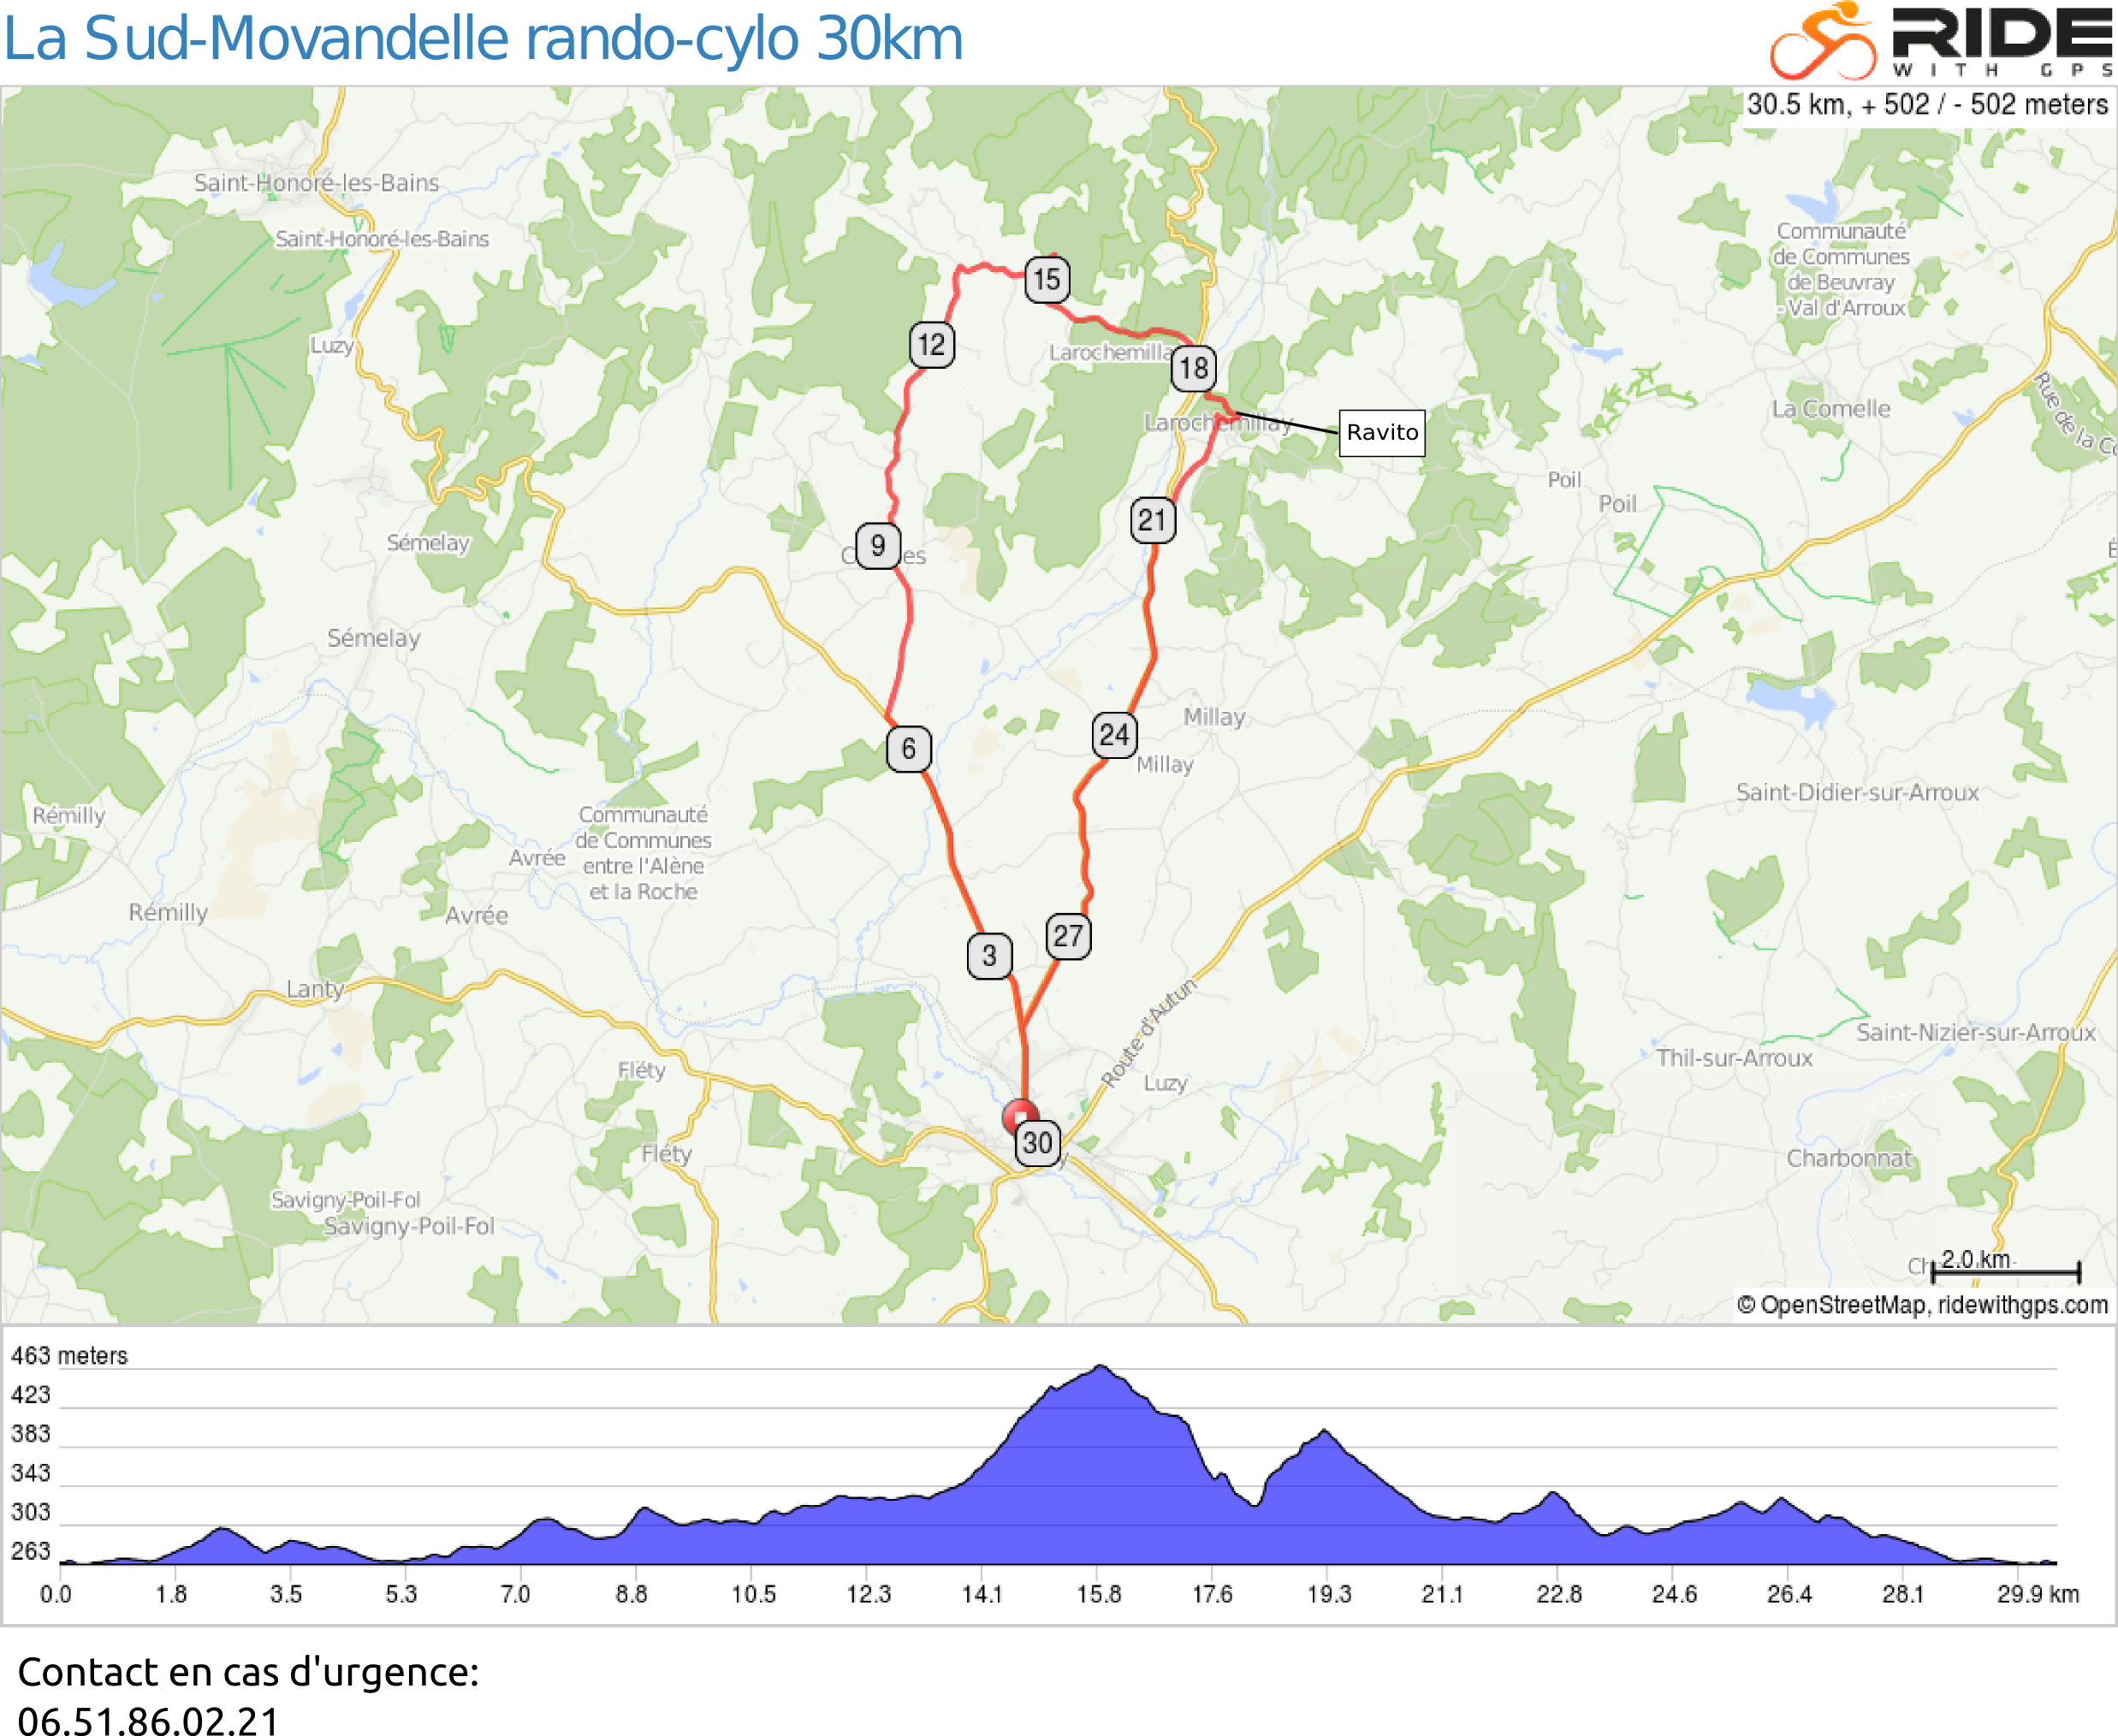 La Sud-Movandelle rando-cylo 30km
RIDE
WITH GPS
30.5 km, + 502 / - 502 meters
Saint-Honoré-les-Bains
Saint-Honoré-les-Bains
Communauté
de Communes
de Beuvray
- Val d'Arroux
15
Luzy
12
18
Rue de la
La Comelle
Larochemillay
Ravito
Poil
Poil
21
Sémelay
9
Sémelay
Millay
24
6
Millay
Saint-Didier-sur-Arroux
Rémilly
Communauté
de Communes
entre l'Alène
et la Roche
Avrée
Rémilly
Avrée
27
3
Lanty
Route d'Autun
Saint-Nizier-sur-Arroux
Thil-sur-Arroux
Fléty
Luzy
30
Fléty
Charbonnat
Savigny-Poil-Fol
Savigny-Poil-Fol
2.0 km
© OpenStreetMap, ridewithgps.com
463 meters
423
383
343
303
263
0.0 1.8 3.5 5.3 7.0 8.8 10.5 12.3 14.1 15.8 17.6 19.3 21.1 22.8 24.6 26.4 28.1 29.9 km
Contact en cas d'urgence:
06.51.86.02.21